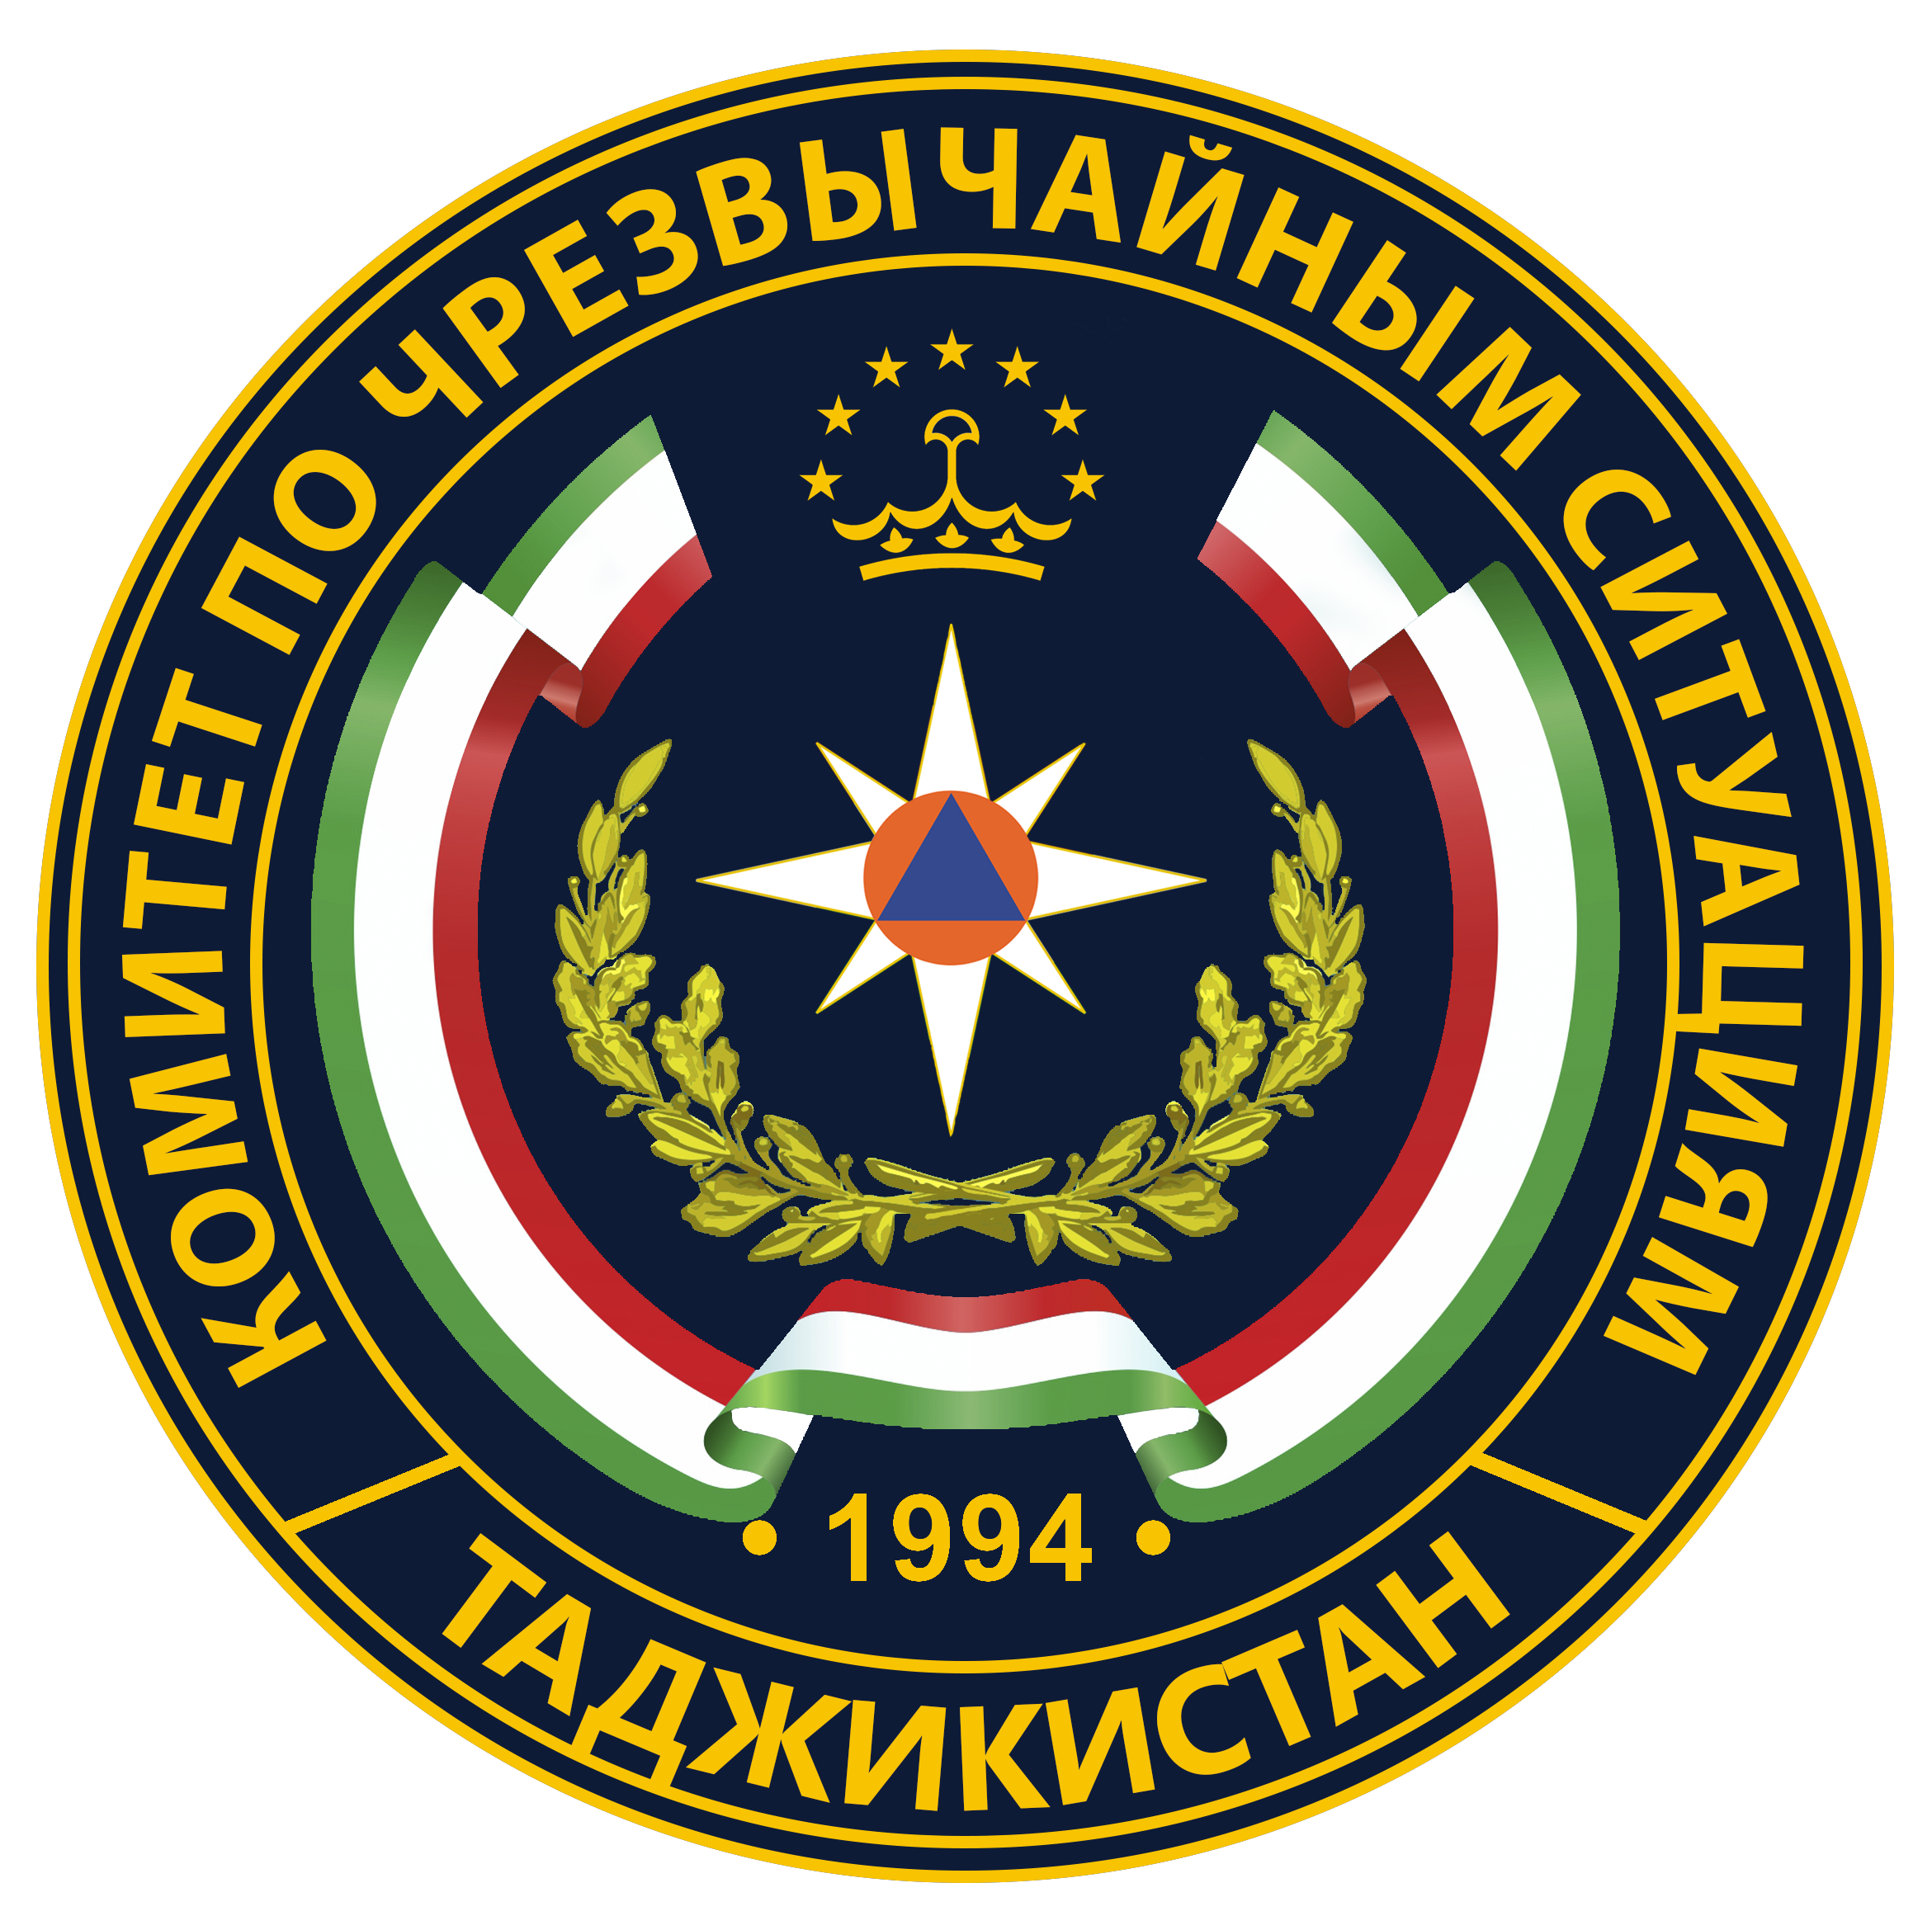 КОМИТЕТ ПО ЧРЕЗВЫЧАЙНЫМ СИТУАЦИЯМ
1994
ТАДЖИКИСТАН